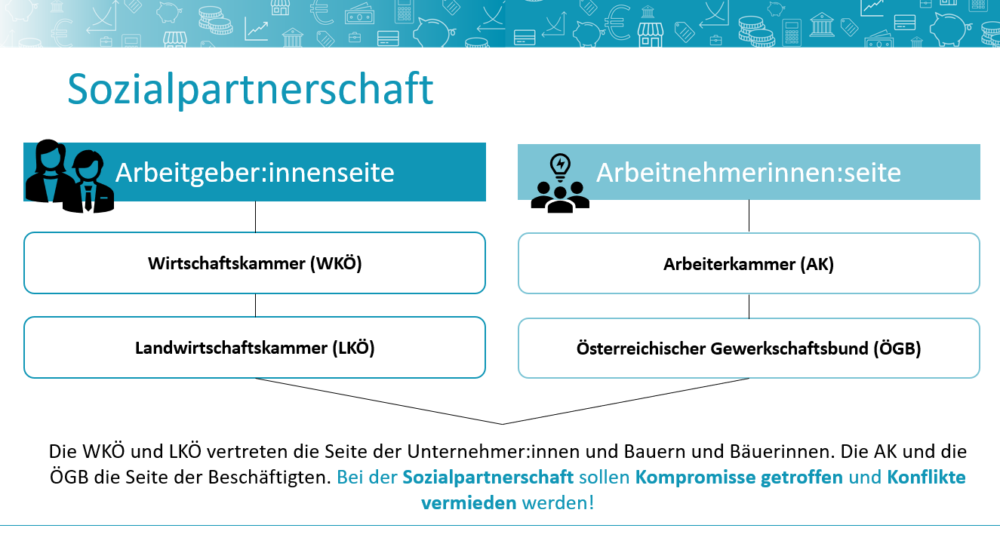 Sozialpartnerschaft
Arbeitgeber:innenseite
Arbeitnehmerinnen:seite
Wirtschaftskammer (WKÖ)
Arbeiterkammer (AK)
Landwirtschaftskammer (LKÖ)
Österreichischer Gewerkschaftsbund (ÖGB)
Die WKÖ und LKÖ vertreten die Seite der Unternehmer:innen und Bauern und Bäuerinnen. Die AK und die
ÖGB die Seite der Beschäftigten. Bei der Sozialpartnerschaft sollen Kompromisse getroffen und Konflikte
vermieden werden!